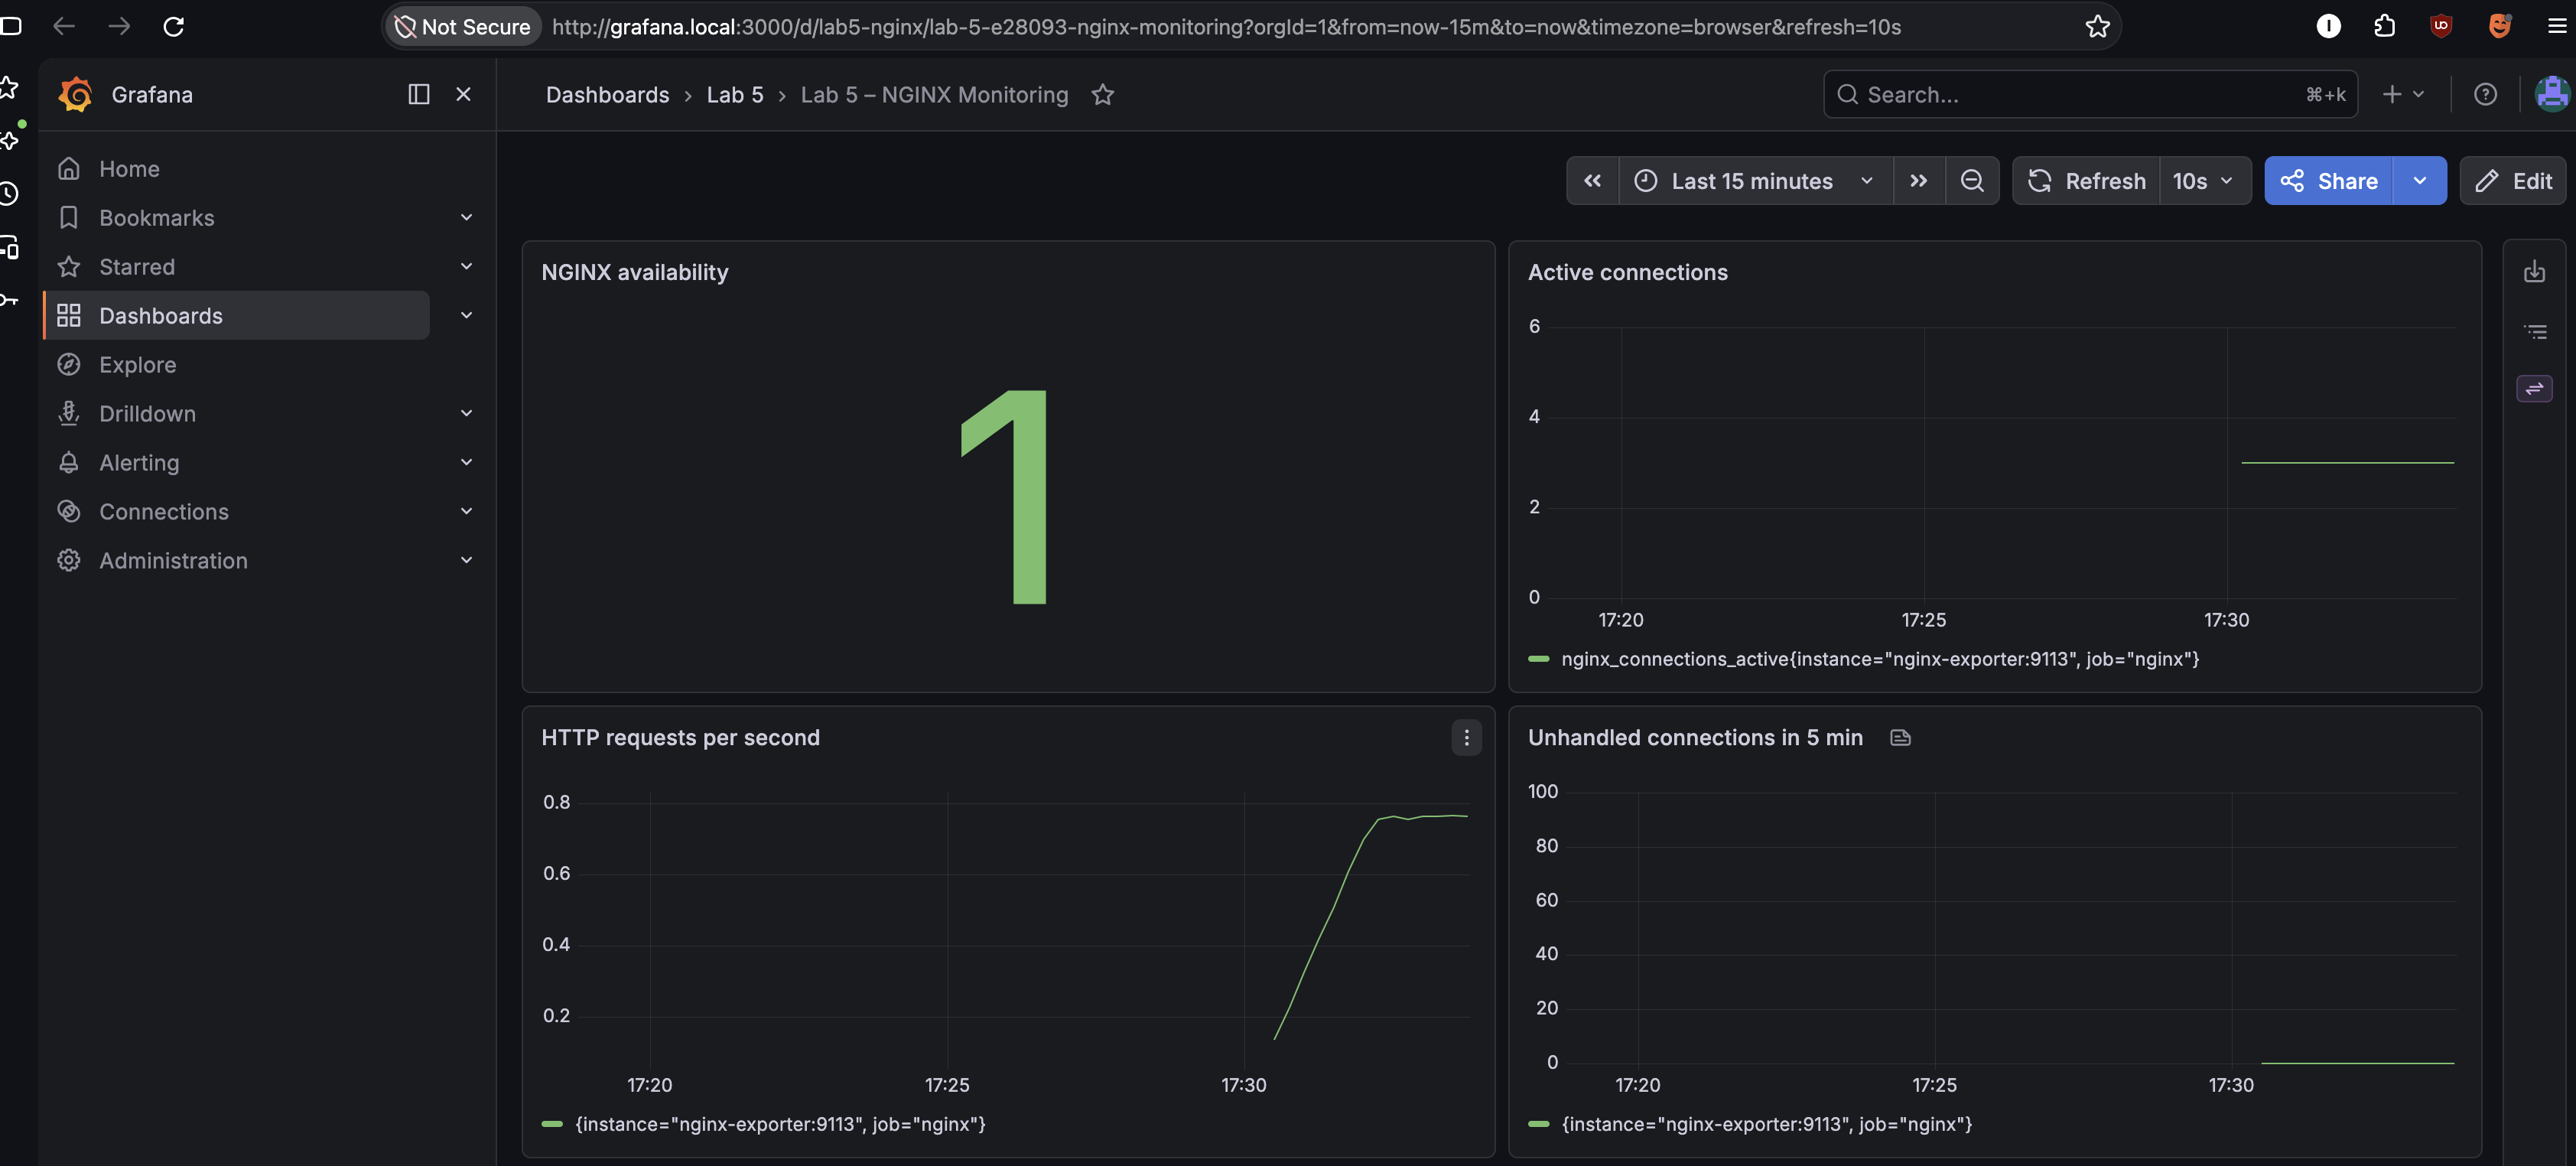 Not Secure http://grafana.local:3000/d/lab5-nginx/lab-5-e28093-nginx-monitoring?orgId=1&from=now-15m&to=now&timezone=browser&refresh=10s
Grafana
Dashboards › Lab 5 › Lab 5 – NGINX Monitoring
Search... ⌘+k
Home
Bookmarks
Starred
Dashboards
Explore
Drilldown
Alerting
Connections
Administration
Last 15 minutes
Refresh 10s
Share
Edit
NGINX availability
1
Active connections
6
4
2
0
17:20 17:25 17:30
nginx_connections_active{instance="nginx-exporter:9113", job="nginx"}
HTTP requests per second
0.8
0.6
0.4
0.2
17:20 17:25 17:30
{instance="nginx-exporter:9113", job="nginx"}
Unhandled connections in 5 min
100
80
60
40
20
0
17:20 17:25 17:30
{instance="nginx-exporter:9113", job="nginx"}